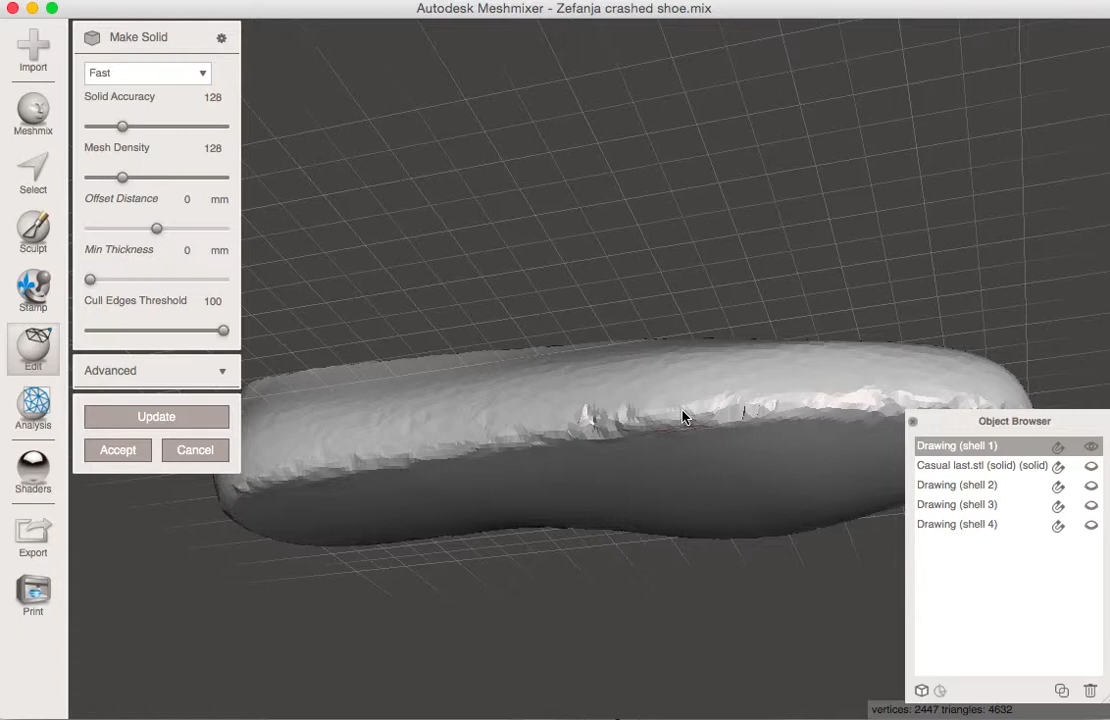 Autodesk Meshmixer - Zefanja crashed shoe.mix
Import
Meshmix
Select
Sculpt
Stamp
Edit
Analysis
Shaders
Export
Print
Make Solid
Fast
Solid Accuracy 128
Mesh Density 128
Offset Distance 0 mm
Min Thickness 0 mm
Cull Edges Threshold 100
Advanced
Update
Accept Cancel
Object Browser
Drawing (shell 1)
Casual last.stl (solid) (solid)
Drawing (shell 2)
Drawing (shell 3)
Drawing (shell 4)
vertices: 2447 triangles: 4632